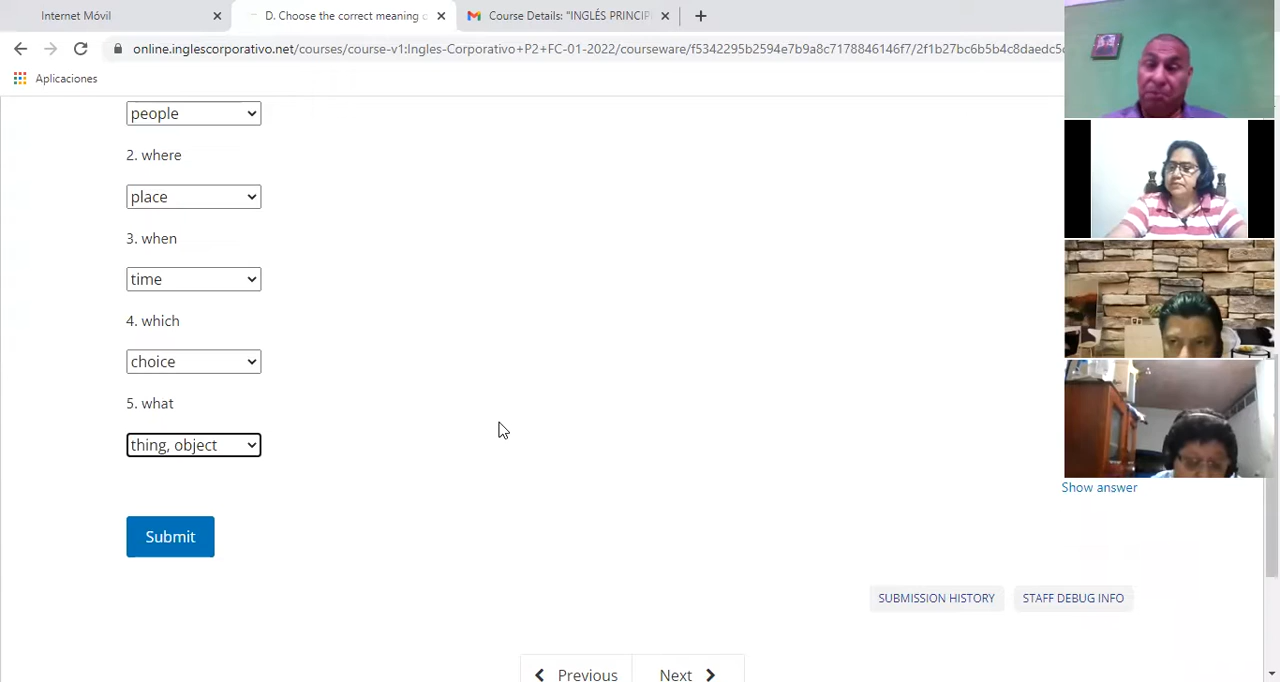 Internet Móvil
D. Choose the correct meaning o
Course Details: "INGLÉS PRINCIP
online.inglescorporativo.net/courses/course-v1:Ingles-Corporativo+P2+FC-01-2022/courseware/f5342295b2594e7b9a8c7178846146f7/2f1b27bc6b5b4c8daedc5c
Aplicaciones
people
2. where
place
3. when
time
4. which
choice
5. what
thing, object
Show answer
Submit
SUBMISSION HISTORY
STAFF DEBUG INFO
Previous
Next